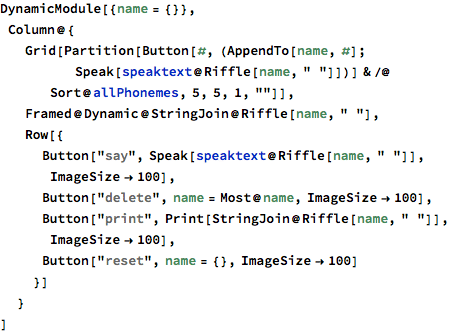 DynamicModule[{name = {}},
Column@{
Grid[Partition[Button[#, (AppendTo[name, #];
Speak[speaktext@Riffle[name, " "]])] & /@
Sort@allPhonemes, 5, 5, 1, ""]],
Framed@Dynamic@StringJoin@Riffle[name, " "],
Row[{
Button["say", Speak[speaktext@Riffle[name, " "]],
ImageSize → 100],
Button["delete", name = Most@name, ImageSize → 100],
Button["print", Print[StringJoin@Riffle[name, " "]],
ImageSize → 100],
Button["reset", name = {}, ImageSize → 100]
}]
}
]